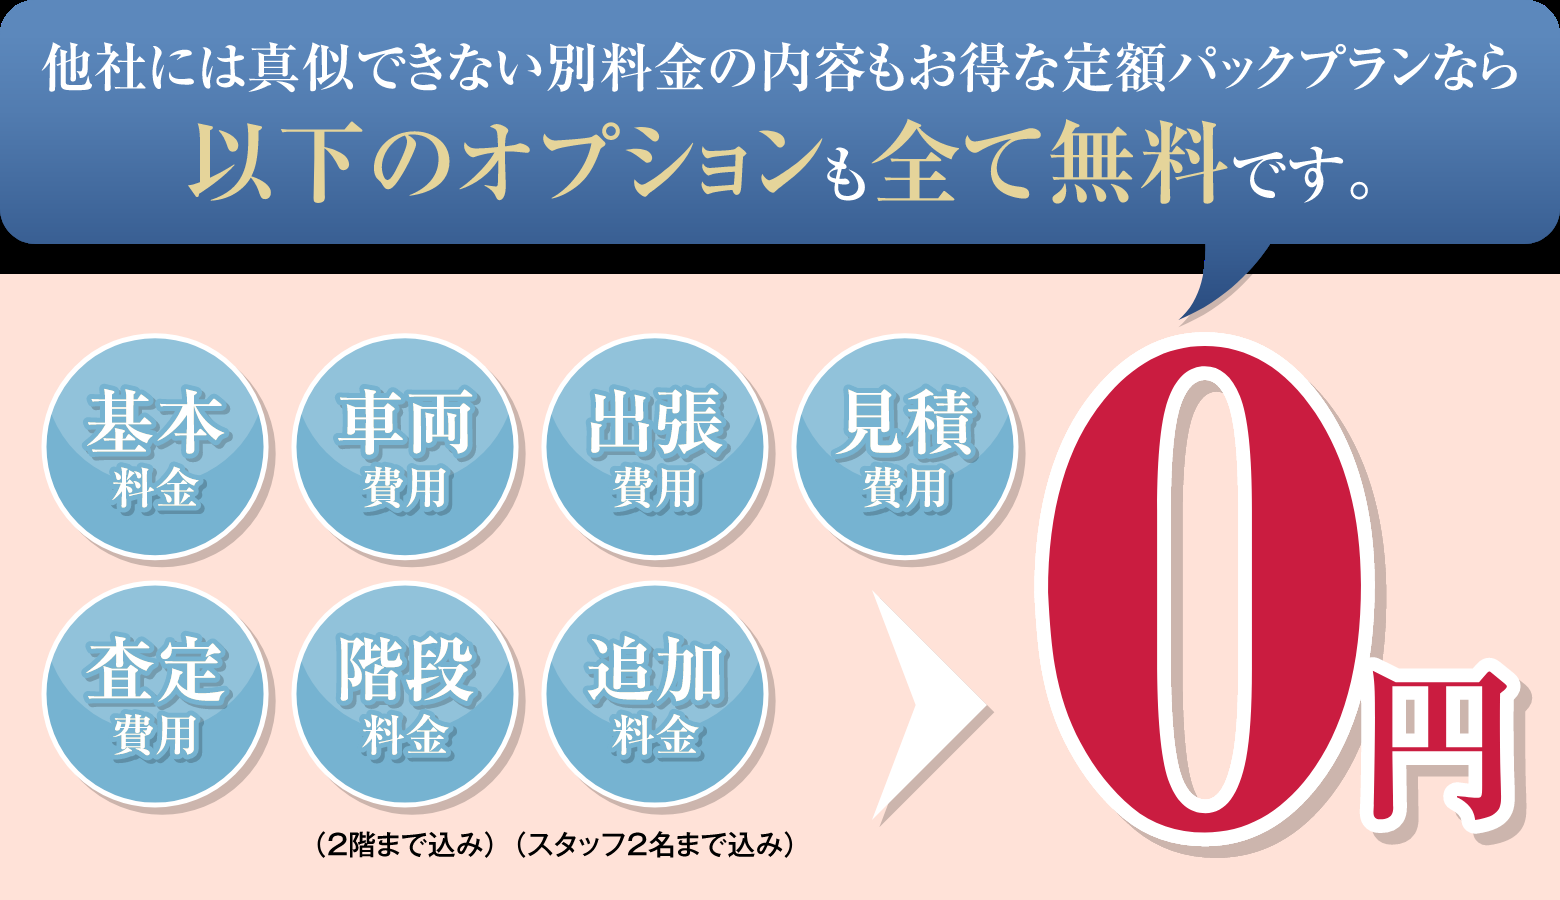 他社には真似できない別料金の内容もお得な定額パックプランなら
以下のオプションも全て無料です。
基本
料金
車両
費用
出張
費用
見積
費用
査定
費用
階段
料金
追加
料金
0円
（2階まで込み）（スタッフ2名まで込み）